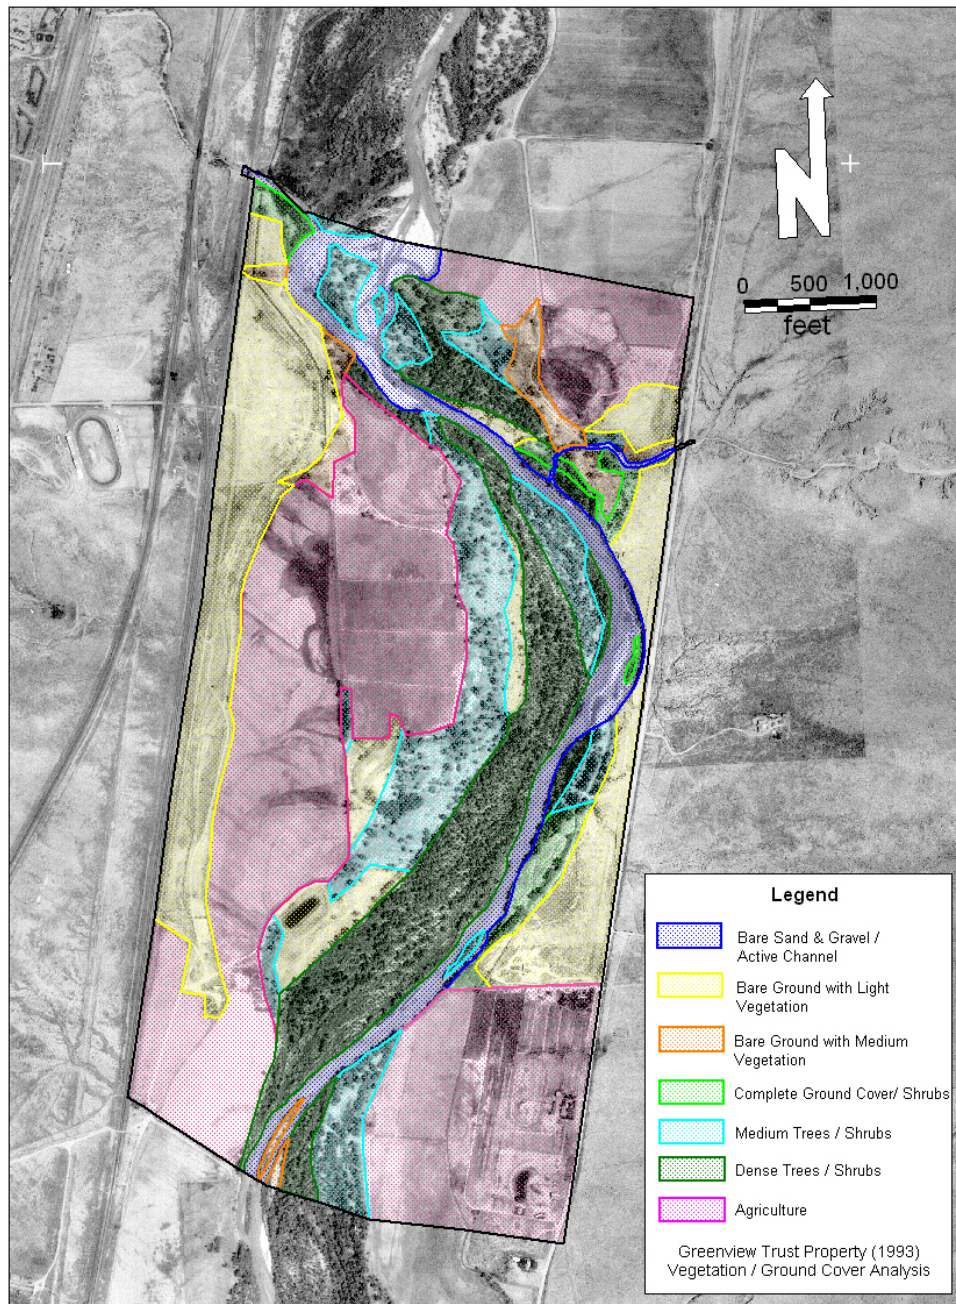 N
0 500 1,000
feet
Legend
Bare Sand & Gravel /
Active Channel
Bare Ground with Light
Vegetation
Bare Ground with Medium
Vegetation
Complete Ground Cover/ Shrubs
Medium Trees / Shrubs
Dense Trees / Shrubs
Agriculture
Greenview Trust Property (1993)
Vegetation / Ground Cover Analysis